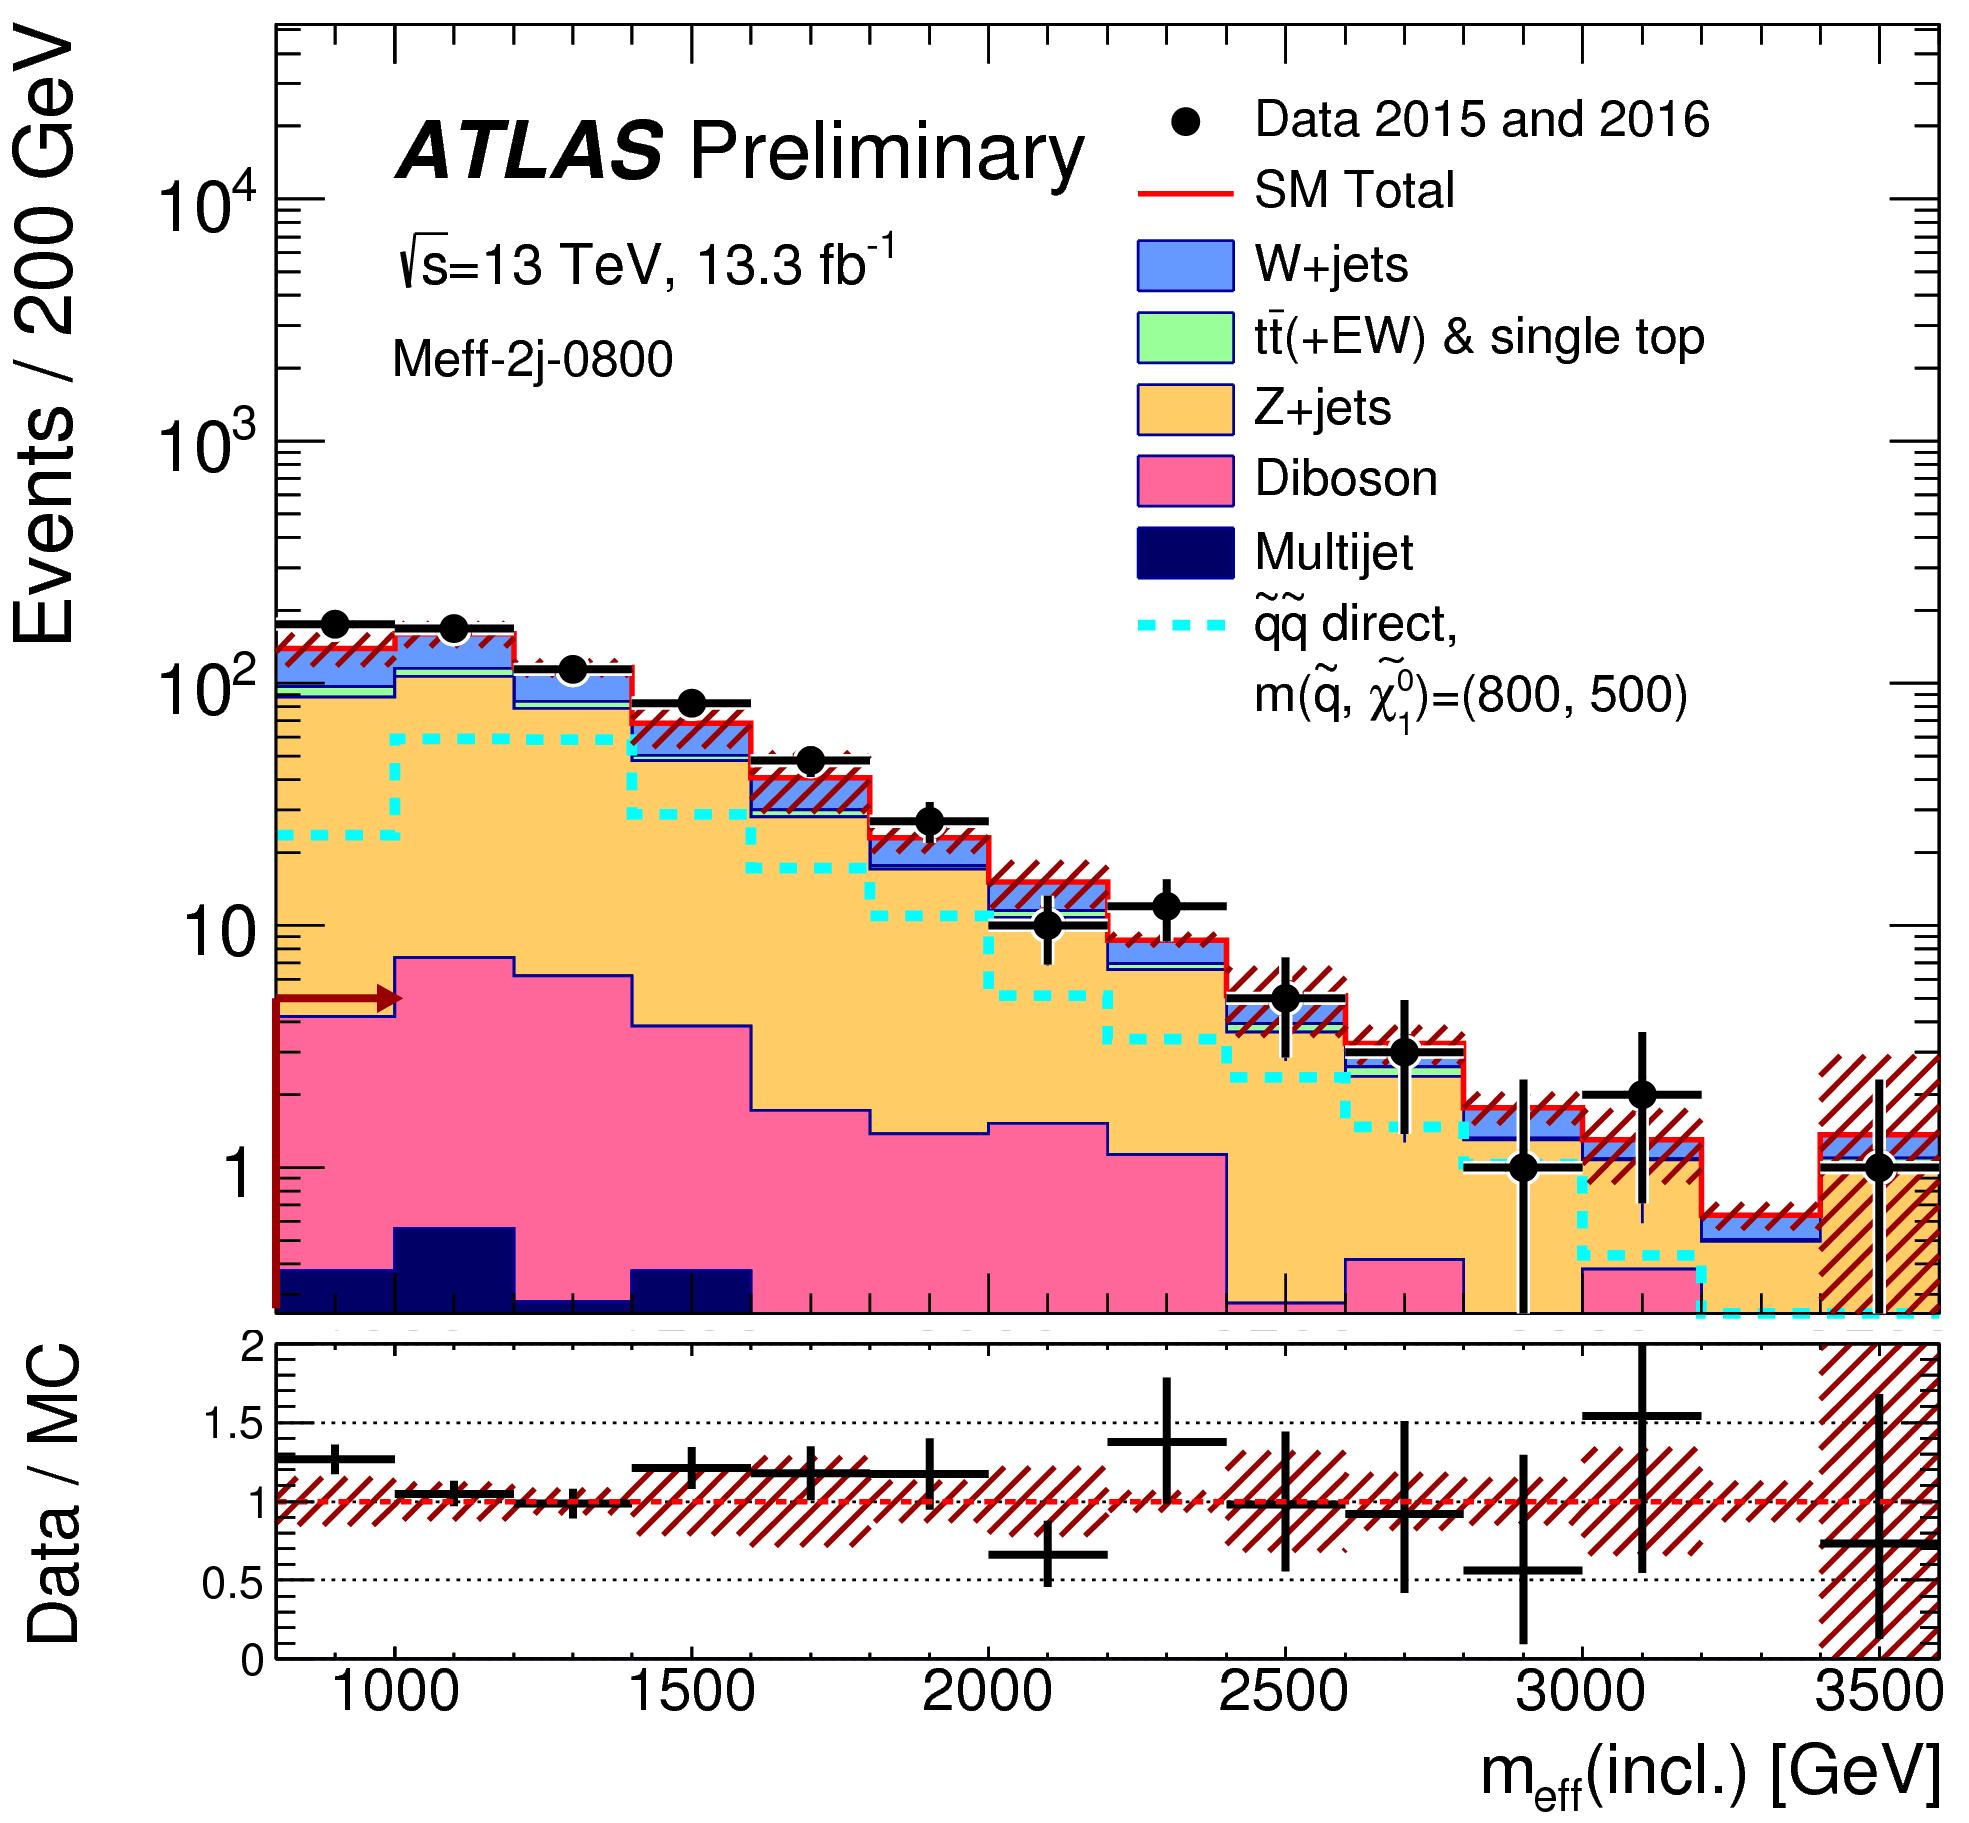 Events / 200 GeV
ATLAS Preliminary
√s=13 TeV, 13.3 fb⁻¹
Meff-2j-0800
Data 2015 and 2016
SM Total
W+jets
tt̄(+EW) & single top
Z+jets
Diboson
Multijet
q̃q̃ direct,
m(q̃, χ̃₁⁰)=(800, 500)
10⁴
10³
10²
10
1
Data / MC
2
1.5
1
0.5
0
1000 1500 2000 2500 3000 3500
m_eff(incl.) [GeV]